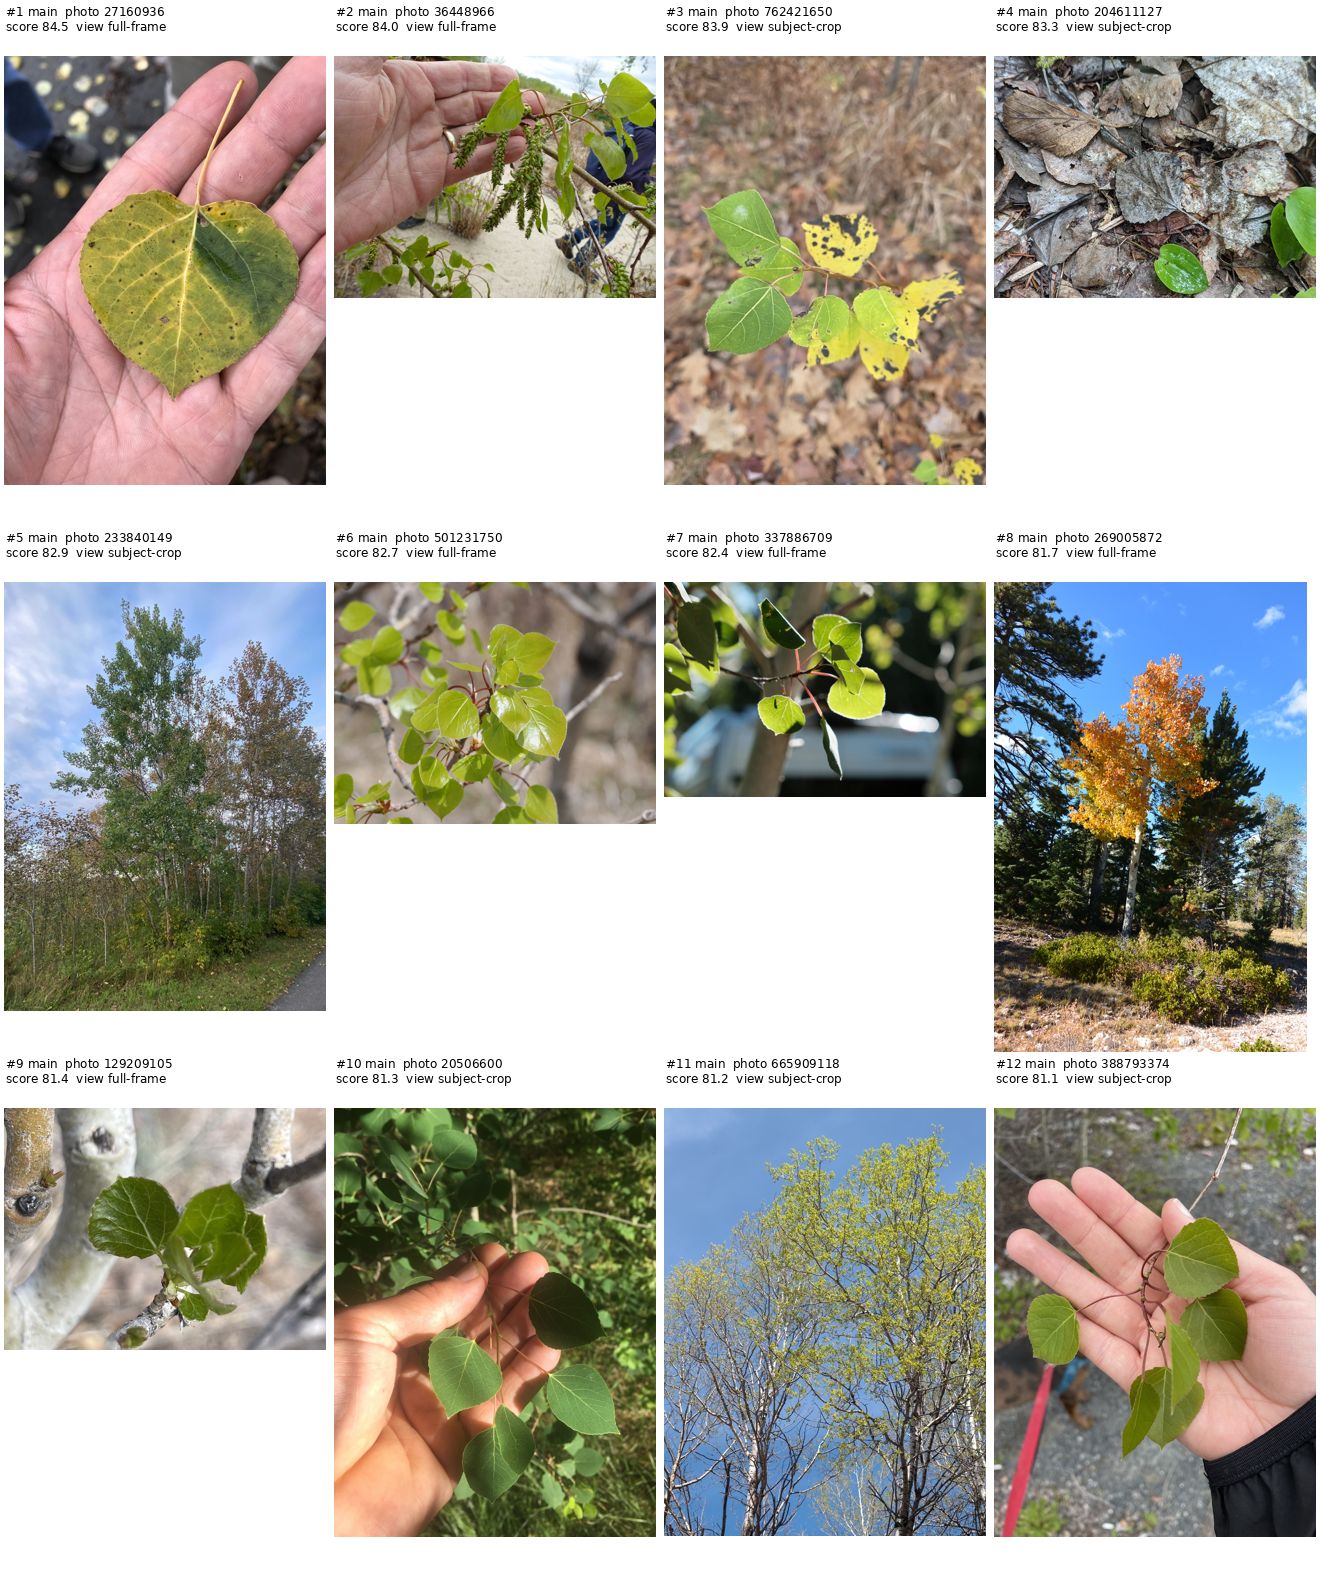 #1 main  photo 27160936
score 84.5  view full-frame
#2 main  photo 36448966
score 84.0  view full-frame
#3 main  photo 762421650
score 83.9  view subject-crop
#4 main  photo 204611127
score 83.3  view subject-crop
#5 main  photo 233840149
score 82.9  view subject-crop
#6 main  photo 501231750
score 82.7  view full-frame
#7 main  photo 337886709
score 82.4  view full-frame
#8 main  photo 269005872
score 81.7  view full-frame
#9 main  photo 129209105
score 81.4  view full-frame
#10 main  photo 20506600
score 81.3  view subject-crop
#11 main  photo 665909118
score 81.2  view subject-crop
#12 main  photo 388793374
score 81.1  view subject-crop